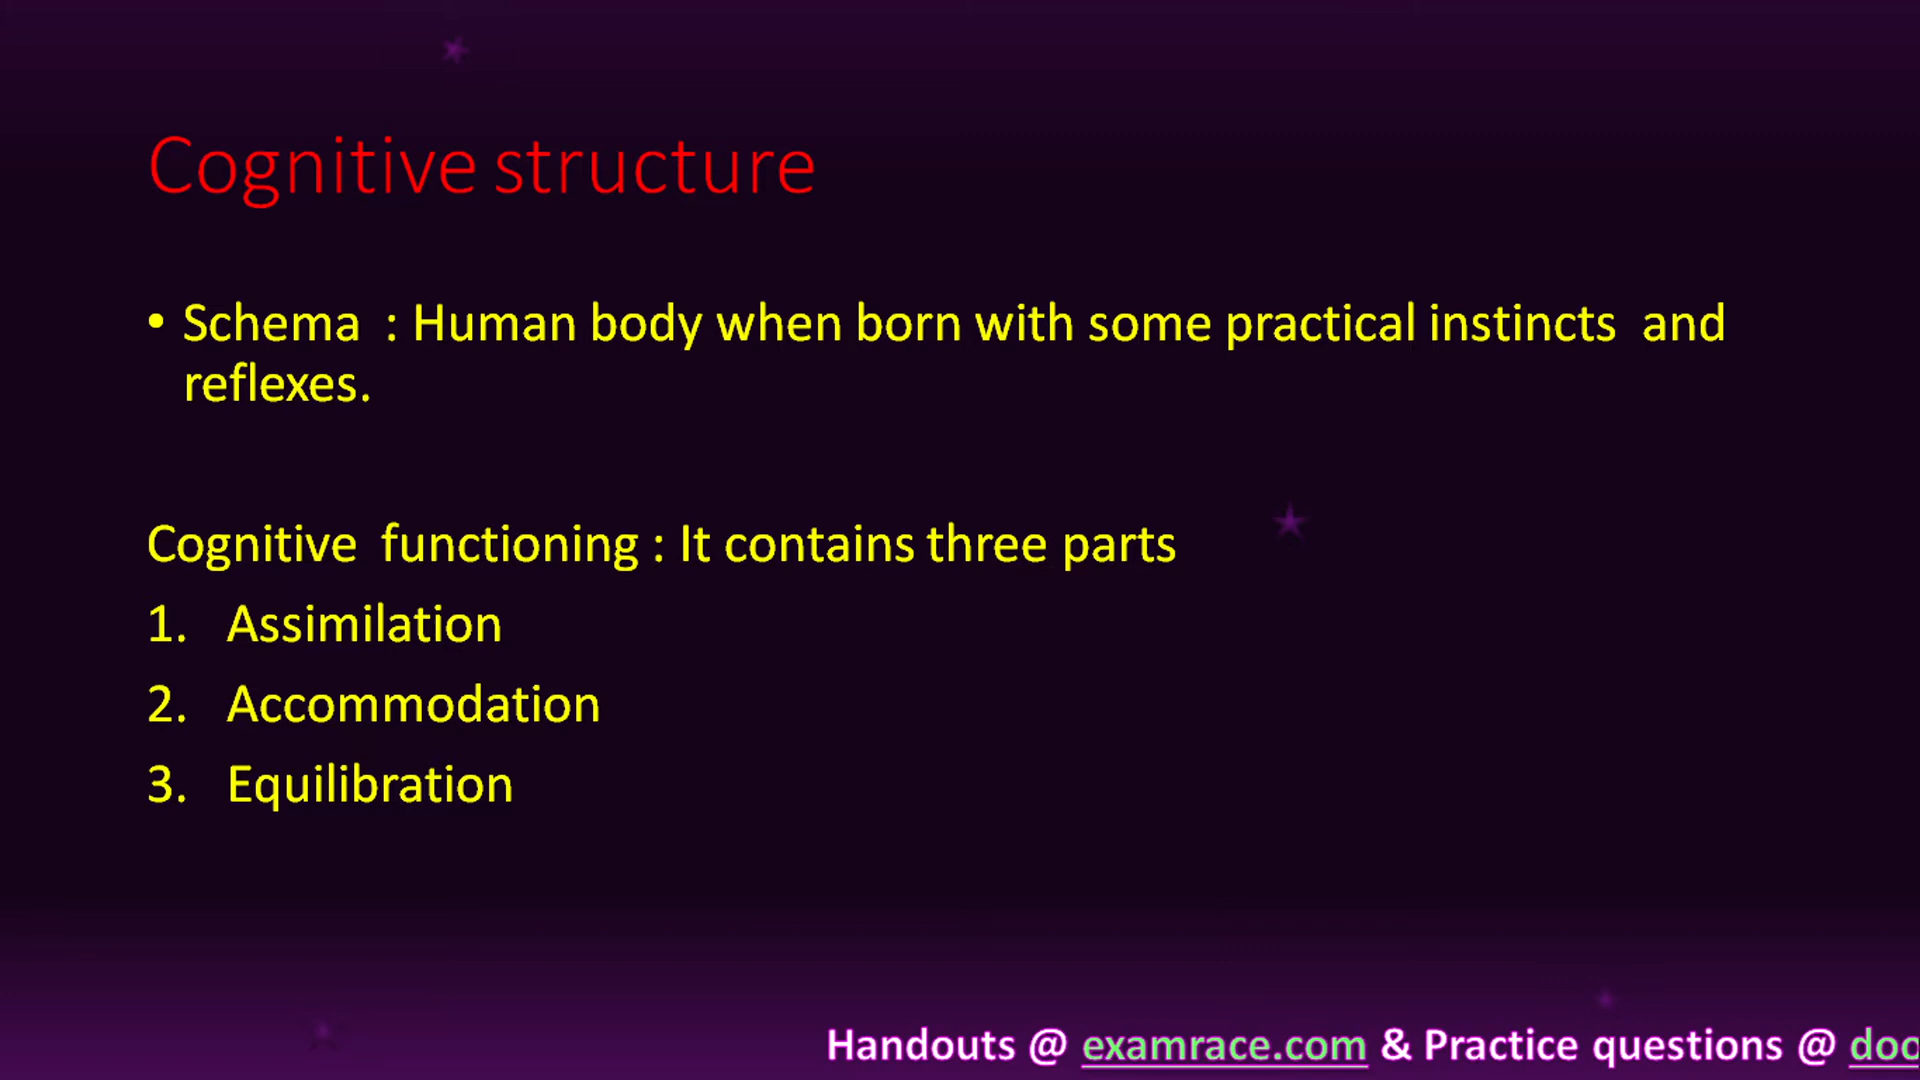 Cognitive structure
• Schema : Human body when born with some practical instincts and
reflexes.
Cognitive functioning : It contains three parts
1. Assimilation
2. Accommodation
3. Equilibration
Handouts @ examrace.com & Practice questions @